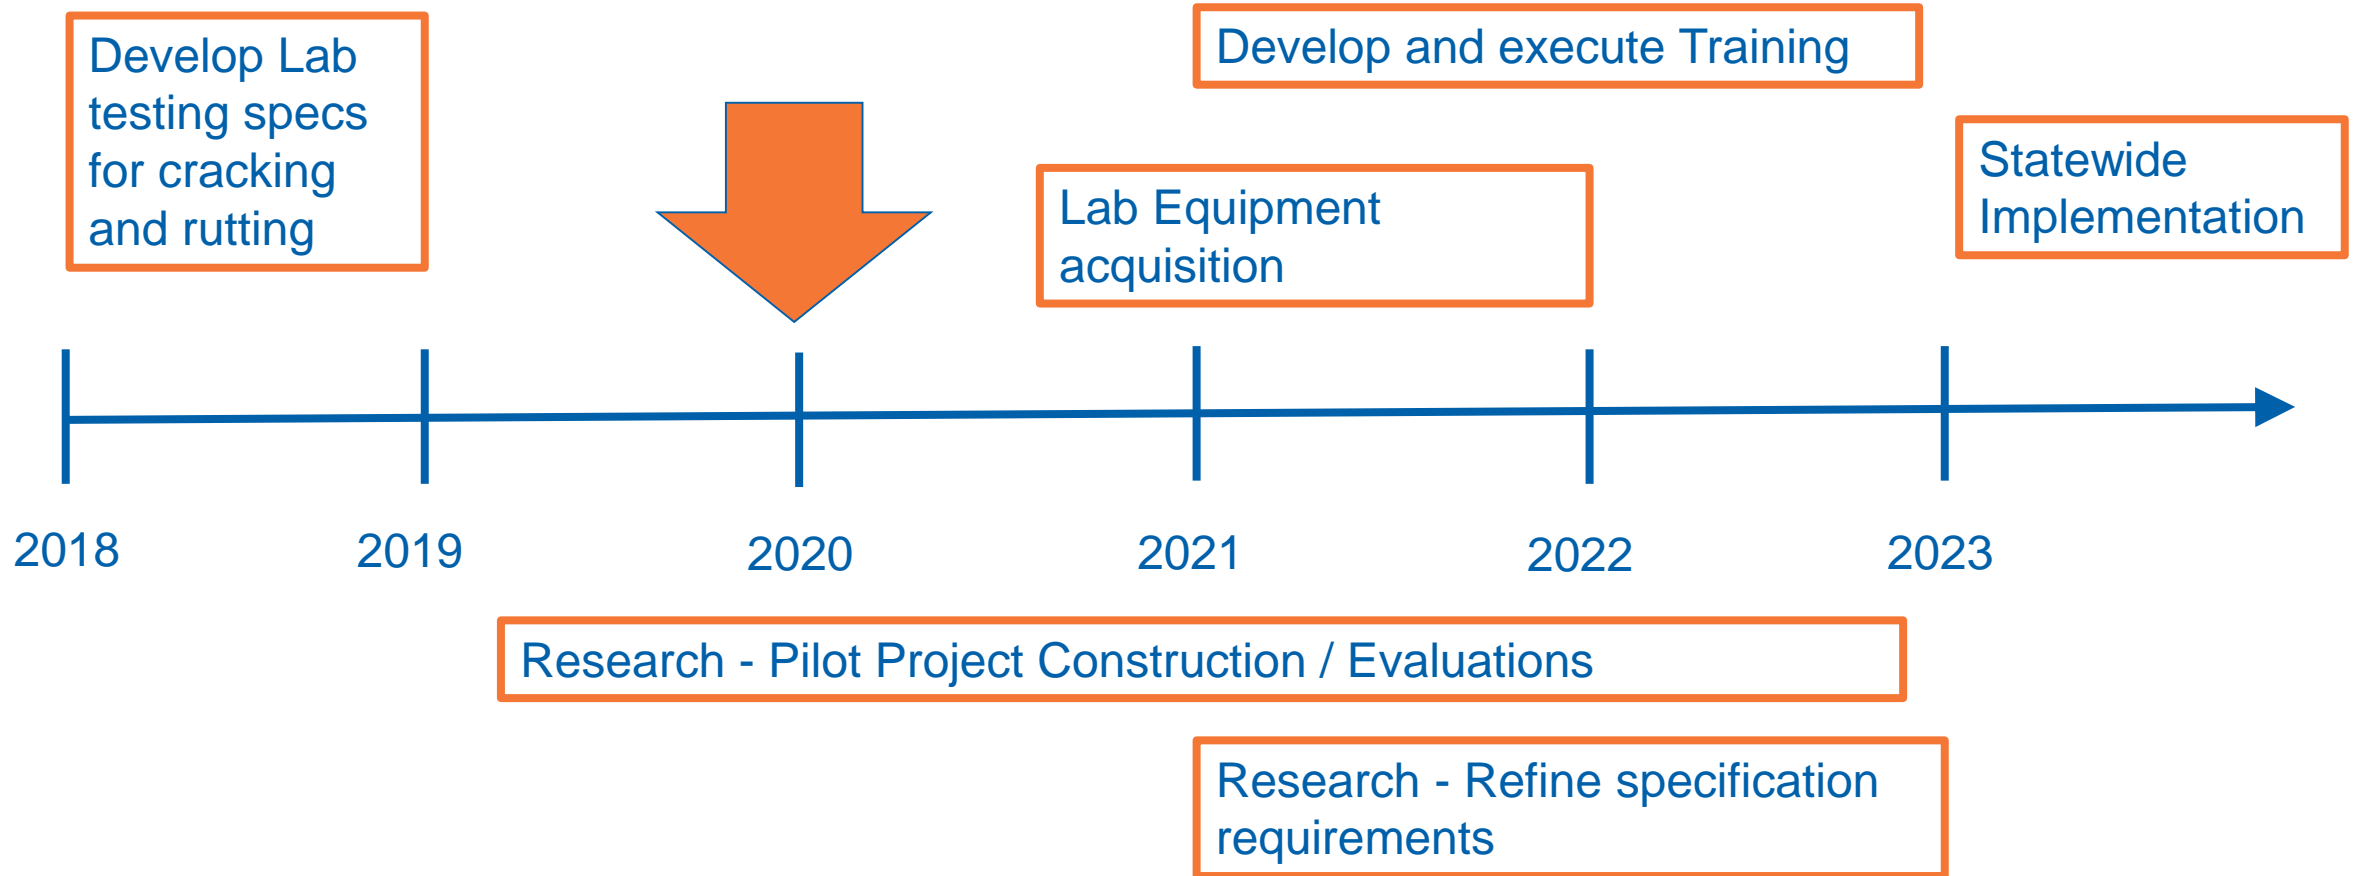 Develop Lab
testing specs
for cracking
and rutting
Develop and execute Training
Lab Equipment
acquisition
Statewide
Implementation
2018
2019
2020
2021
2022
2023
Research - Pilot Project Construction / Evaluations
Research - Refine specification
requirements